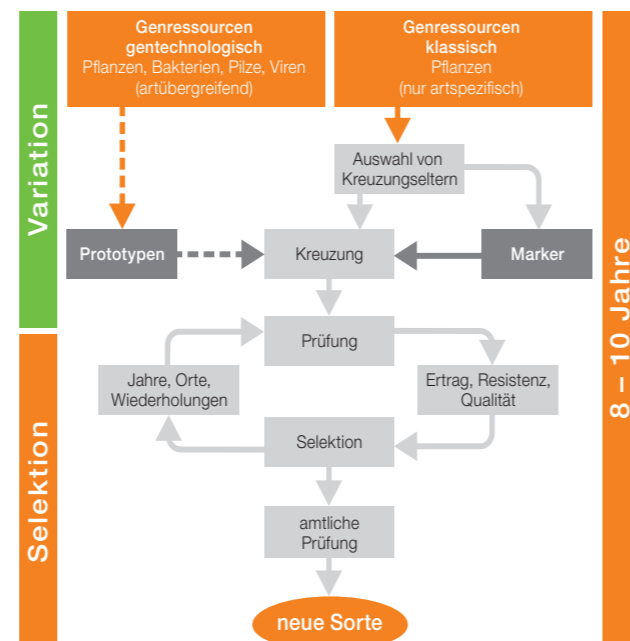 Genressourcen
gentechnologisch
Pflanzen, Bakterien, Pilze, Viren
(artübergreifend)
Genressourcen
klassisch
Pflanzen
(nur artspezifisch)
Variation
8 – 10 Jahre
Auswahl von
Kreuzungseltern
Prototypen
Kreuzung
Marker
Selektion
Prüfung
Jahre, Orte,
Wiederholungen
Ertrag, Resistenz,
Qualität
Selektion
amtliche
Prüfung
neue Sorte